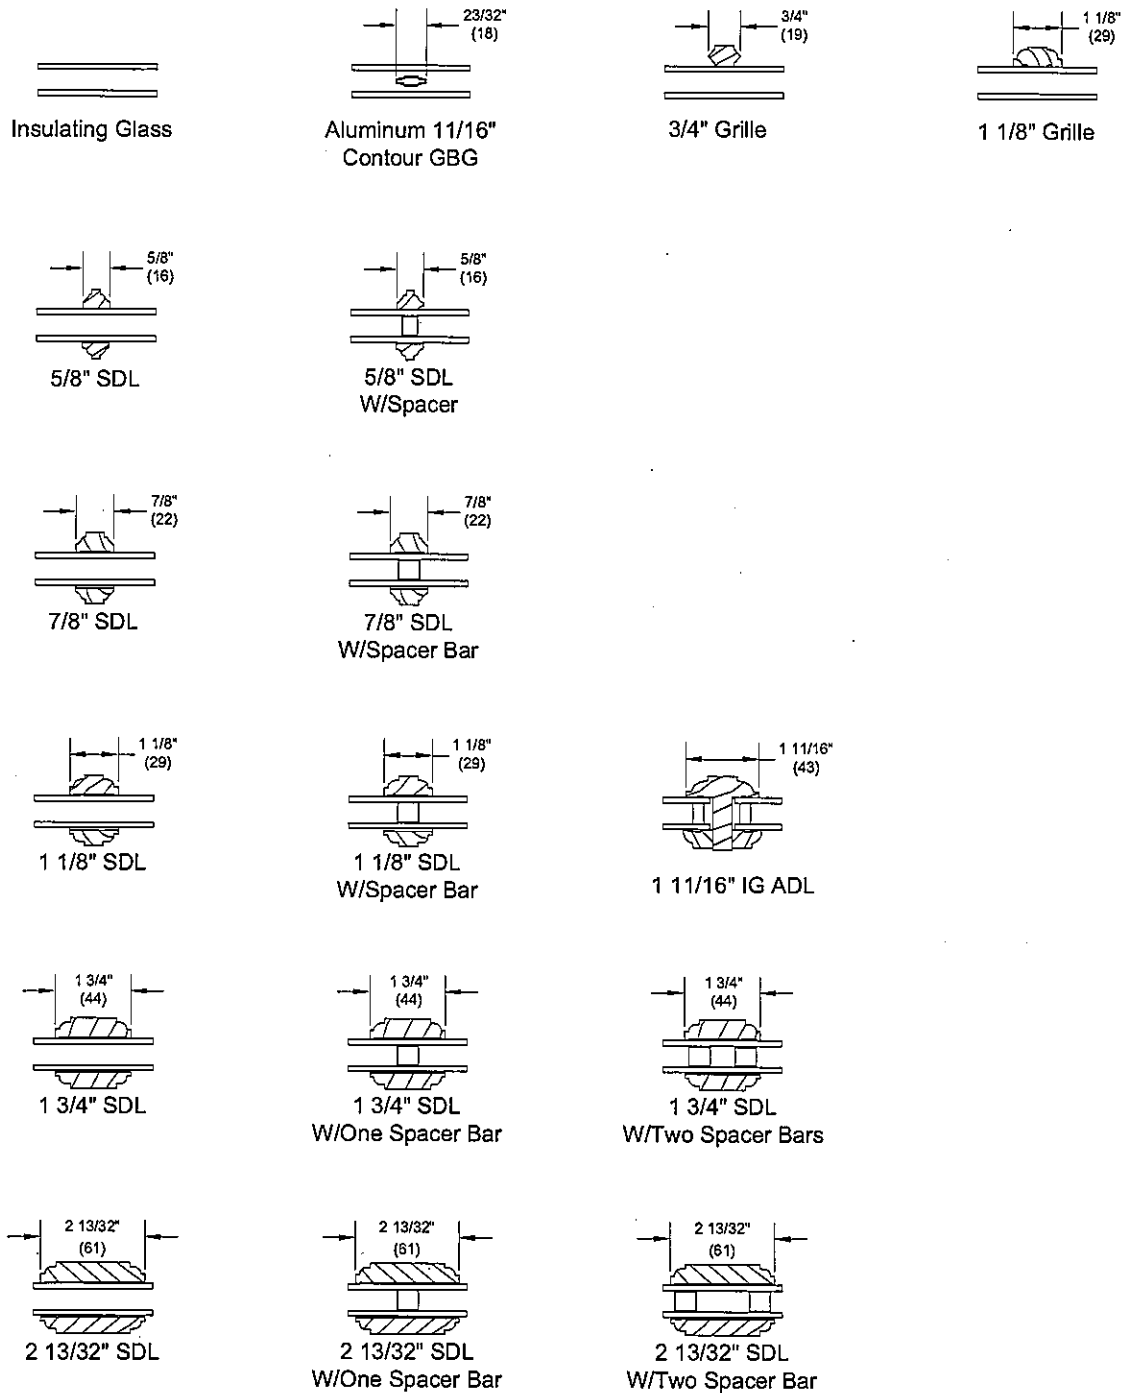 23/32"
(18)
3/4"
(19)
1 1/8"
(29)
Insulating Glass
Aluminum 11/16"
Contour GBG
3/4" Grille
1 1/8" Grille
5/8"
(16)
5/8"
(16)
5/8" SDL
5/8" SDL
W/Spacer
7/8"
(22)
7/8"
(22)
7/8" SDL
7/8" SDL
W/Spacer Bar
1 1/8"
(29)
1 1/8"
(29)
1 11/16"
(43)
1 1/8" SDL
1 1/8" SDL
W/Spacer Bar
1 11/16" IG ADL
1 3/4"
(44)
1 3/4"
(44)
1 3/4"
(44)
1 3/4" SDL
1 3/4" SDL
W/One Spacer Bar
1 3/4" SDL
W/Two Spacer Bars
2 13/32"
(61)
2 13/32"
(61)
2 13/32"
(61)
2 13/32" SDL
2 13/32" SDL
W/One Spacer Bar
2 13/32" SDL
W/Two Spacer Bar